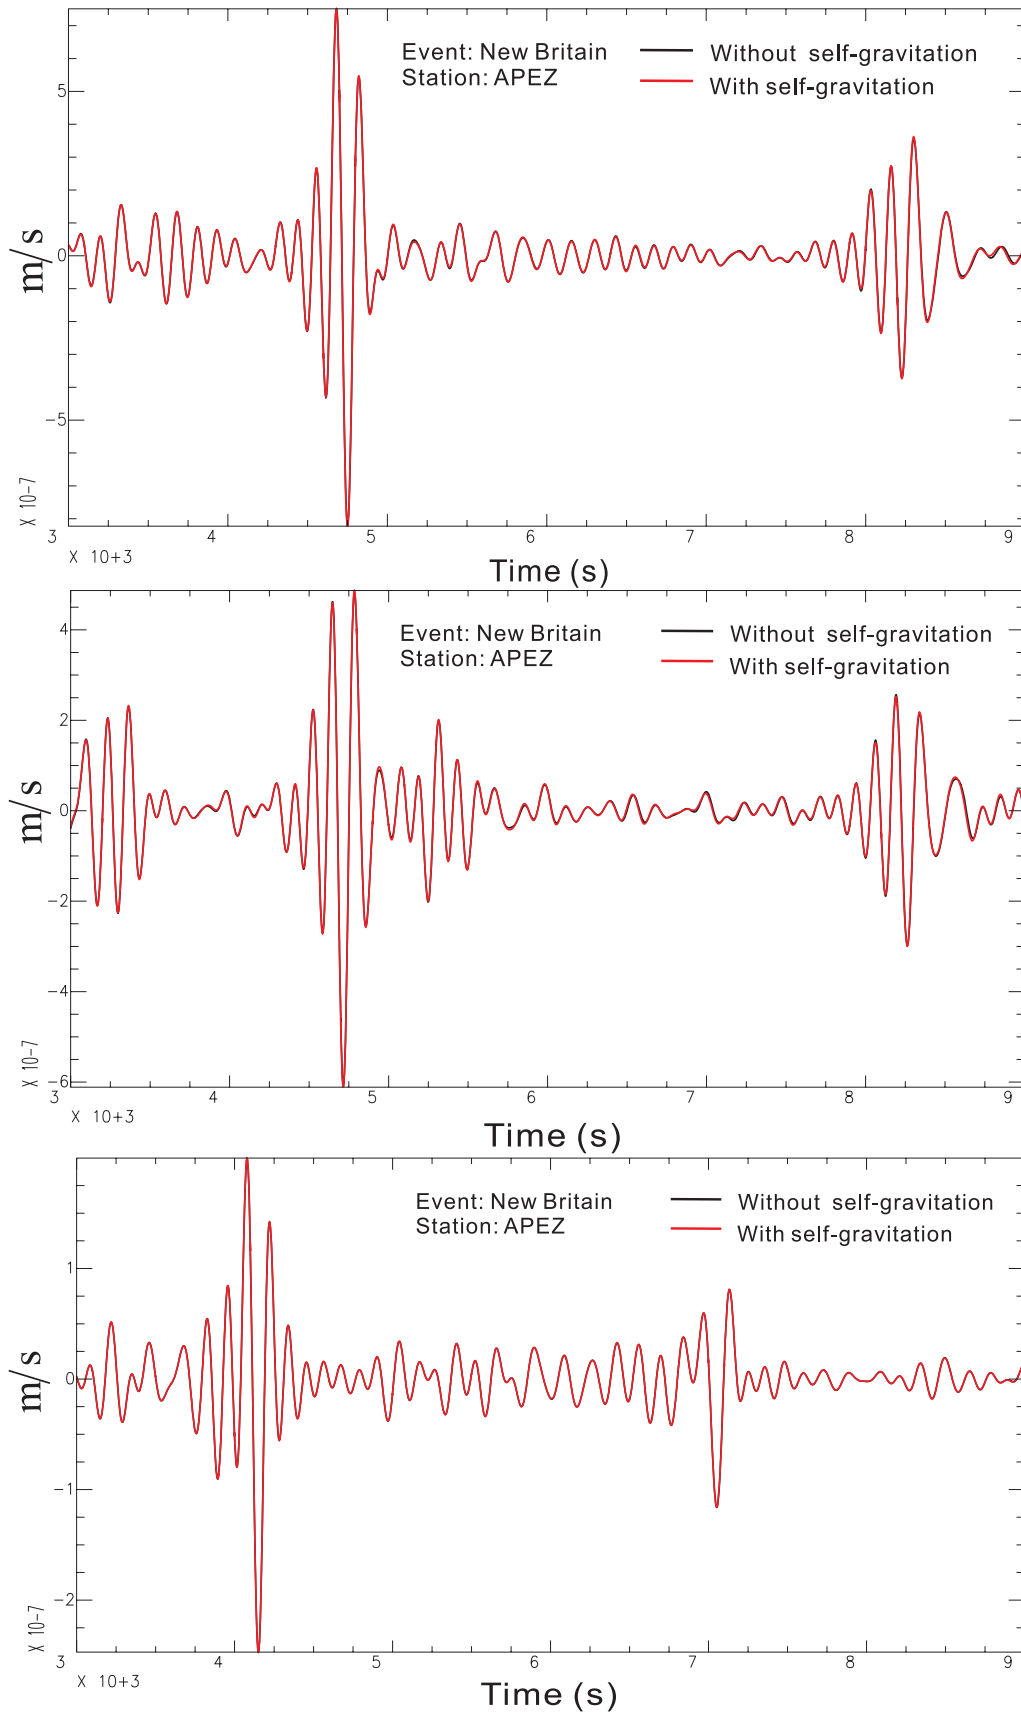 Event: New Britain
Without self-gravitation
Station: APEZ
With self-gravitation
5
0
-5
m/s
X 10-7
3 4 5 6 7 8 9
X 10+3
Time (s)
Event: New Britain
Without self-gravitation
Station: APEZ
With self-gravitation
4
2
0
-2
-4
-6
m/s
X 10-7
3 4 5 6 7 8 9
X 10+3
Time (s)
Event: New Britain
Without self-gravitation
Station: APEZ
With self-gravitation
1
0
-1
-2
m/s
X 10-7
3 4 5 6 7 8 9
X 10+3
Time (s)